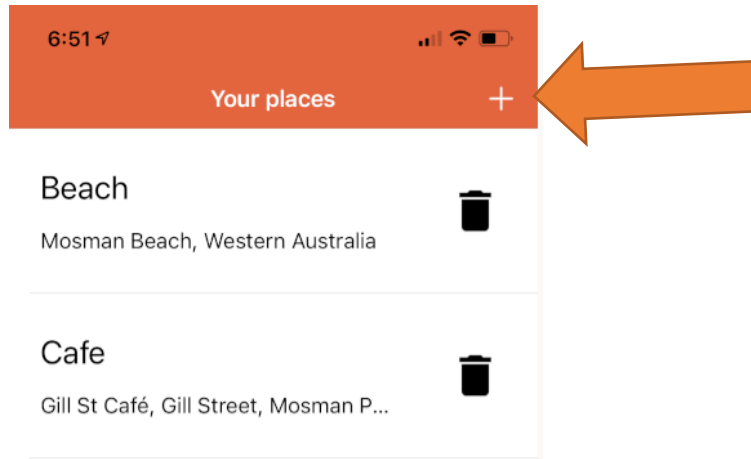 6:51
Your places
Beach
Mosman Beach, Western Australia
Cafe
Gill St Café, Gill Street, Mosman P...